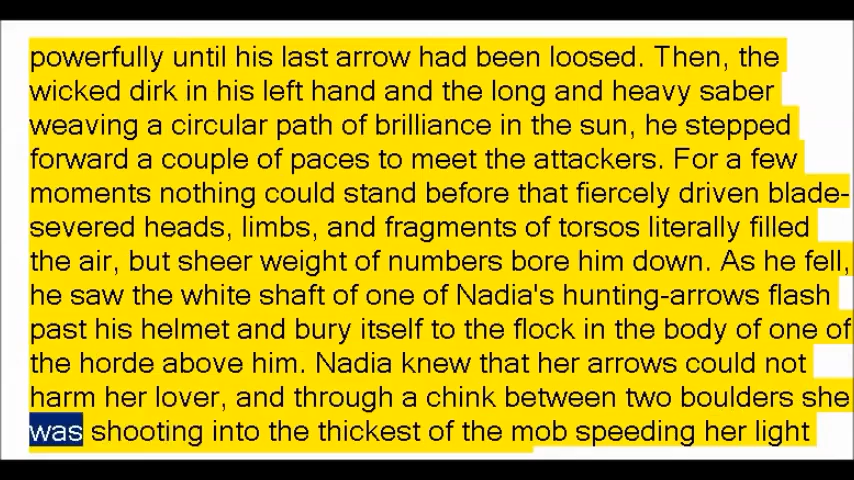 powerfully until his last arrow had been loosed. Then, the
wicked dirk in his left hand and the long and heavy saber
weaving a circular path of brilliance in the sun, he stepped
forward a couple of paces to meet the attackers. For a few
moments nothing could stand before that fiercely driven blade-
severed heads, limbs, and fragments of torsos literally filled
the air, but sheer weight of numbers bore him down. As he fell,
he saw the white shaft of one of Nadia's hunting-arrows flash
past his helmet and bury itself to the flock in the body of one of
the horde above him. Nadia knew that her arrows could not
harm her lover, and through a chink between two boulders she
was shooting into the thickest of the mob speeding her light